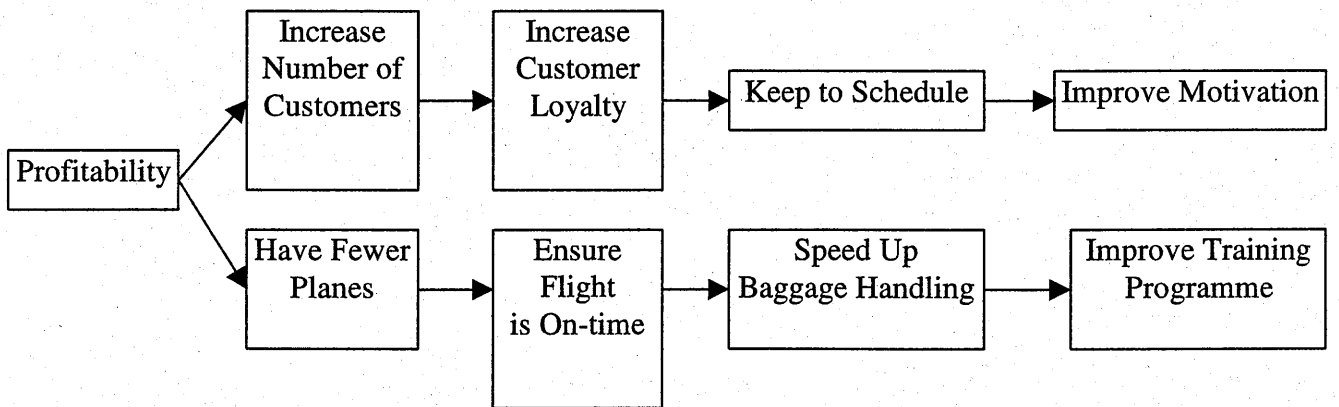 Profitability
Increase
Number of
Customers
Increase
Customer
Loyalty
Keep to Schedule
Improve Motivation
Have Fewer
Planes
Ensure
Flight
is On-time
Speed Up
Baggage Handling
Improve Training
Programme